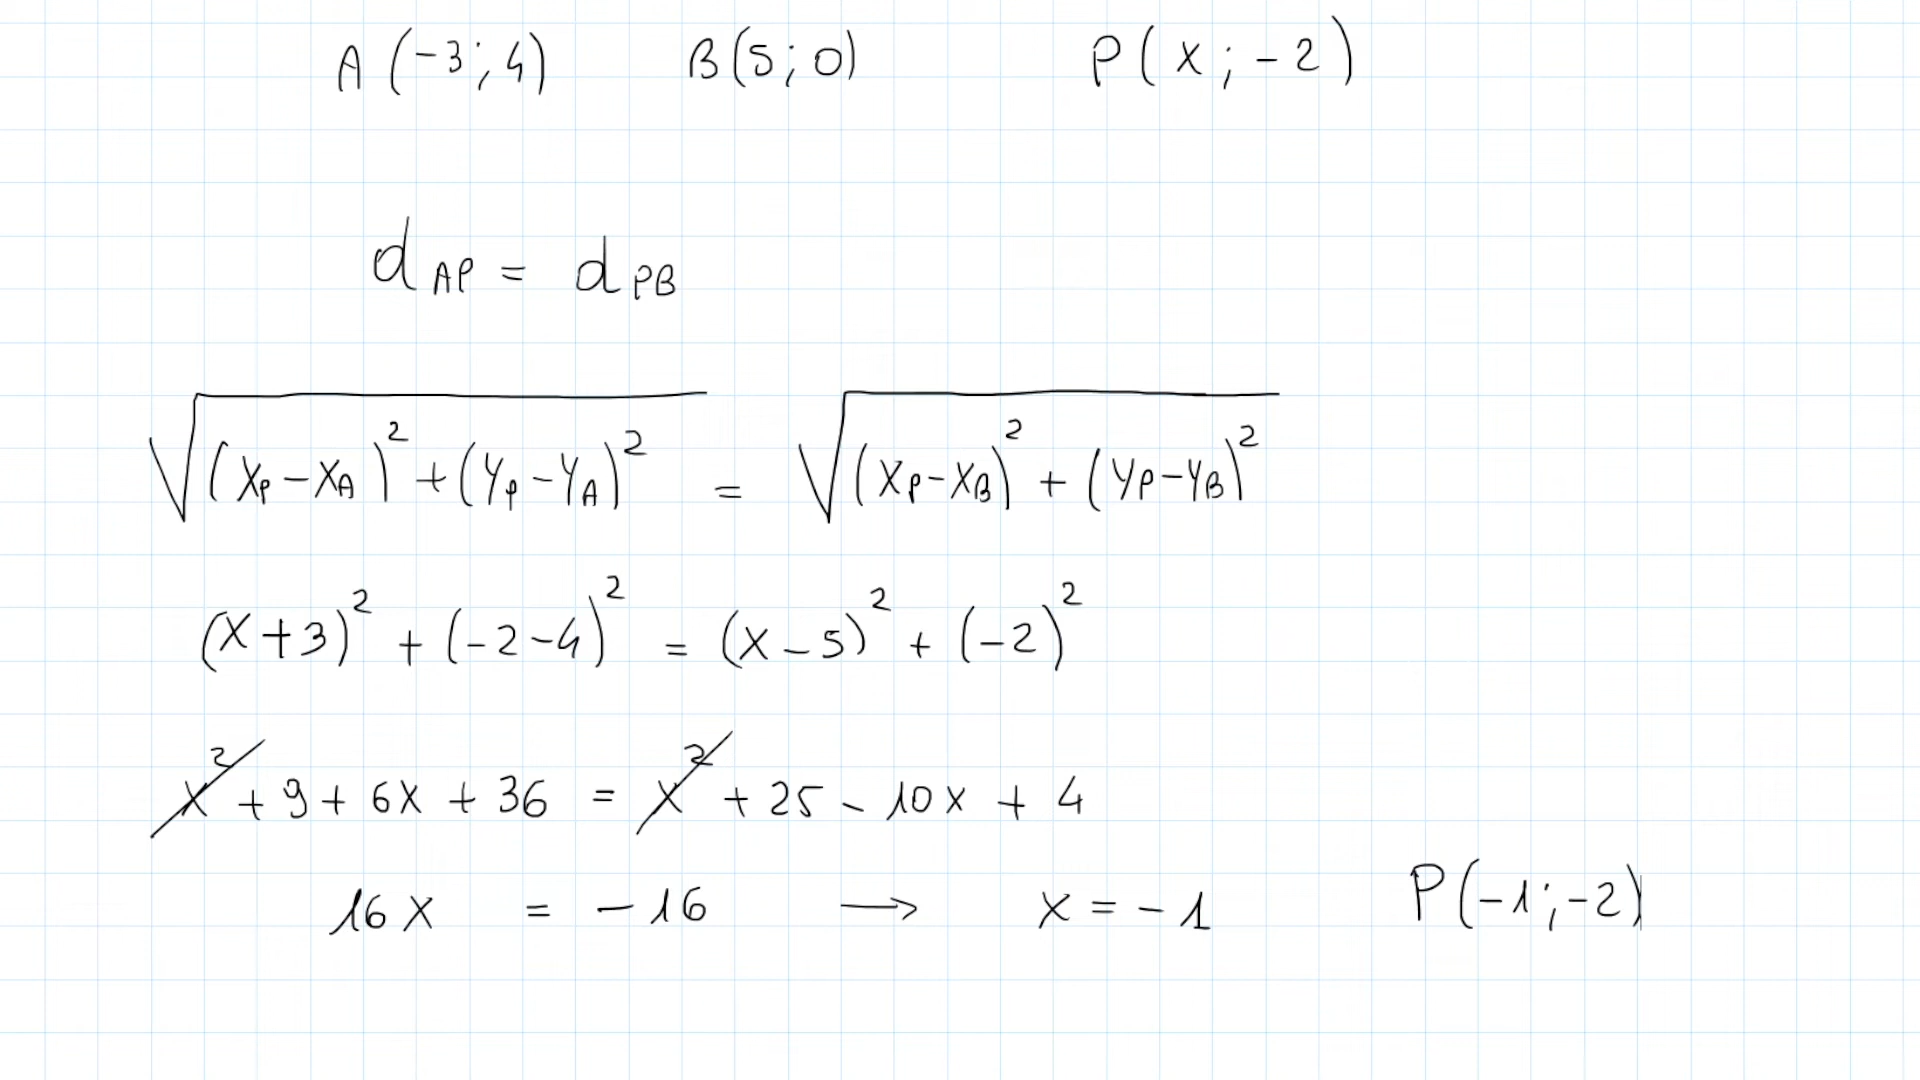 A(-3;4) B(5;0) P(x;-2)
d_AP = d_PB
√((x_P-x_A)²+(y_P-y_A)²) = √((x_P-x_B)²+(y_P-y_B)²)
(x+3)²+(-2-4)² = (x-5)²+(-2)²
x²+9+6x+36 = x²+25-10x+4
16x = -16 → x=-1 P(-1;-2)